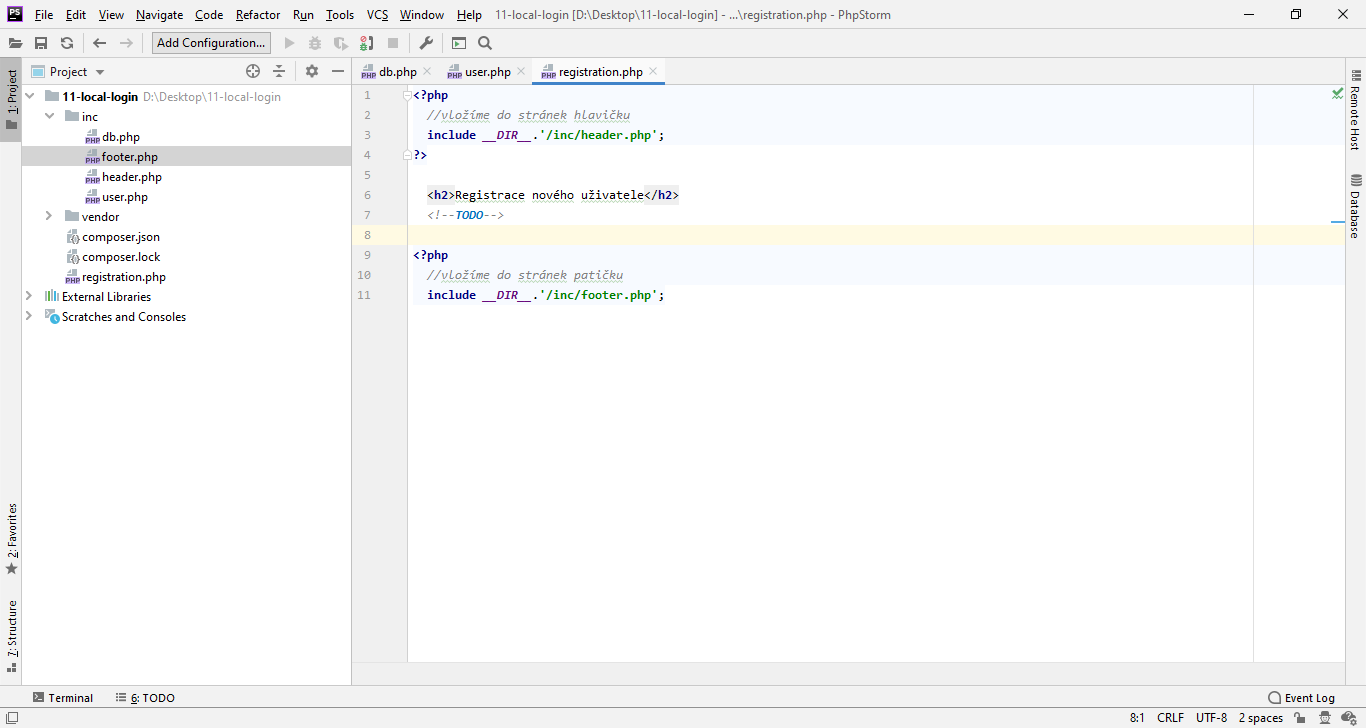 PS File Edit View Navigate Code Refactor Run Tools VCS Window Help 11-local-login [D:\Desktop\11-local-login] - ...\registration.php - PhpStorm
Add Configuration...
1: Project
Project
db.php
user.php
registration.php
11-local-login D:\Desktop\11-local-login
inc
db.php
footer.php
header.php
user.php
vendor
composer.json
composer.lock
registration.php
External Libraries
Scratches and Consoles
1 <?php
2 //vložíme do stránek hlavičku
3 include __DIR__.'/inc/header.php';
4 ?>
5
6 <h2>Registrace nového uživatele</h2>
7 <!--TODO-->
8
9 <?php
10 //vložíme do stránek patičku
11 include __DIR__.'/inc/footer.php';
Remote Host
Database
2: Favorites
7: Structure
Terminal
6: TODO
Event Log
8:1 CRLF UTF-8 2 spaces